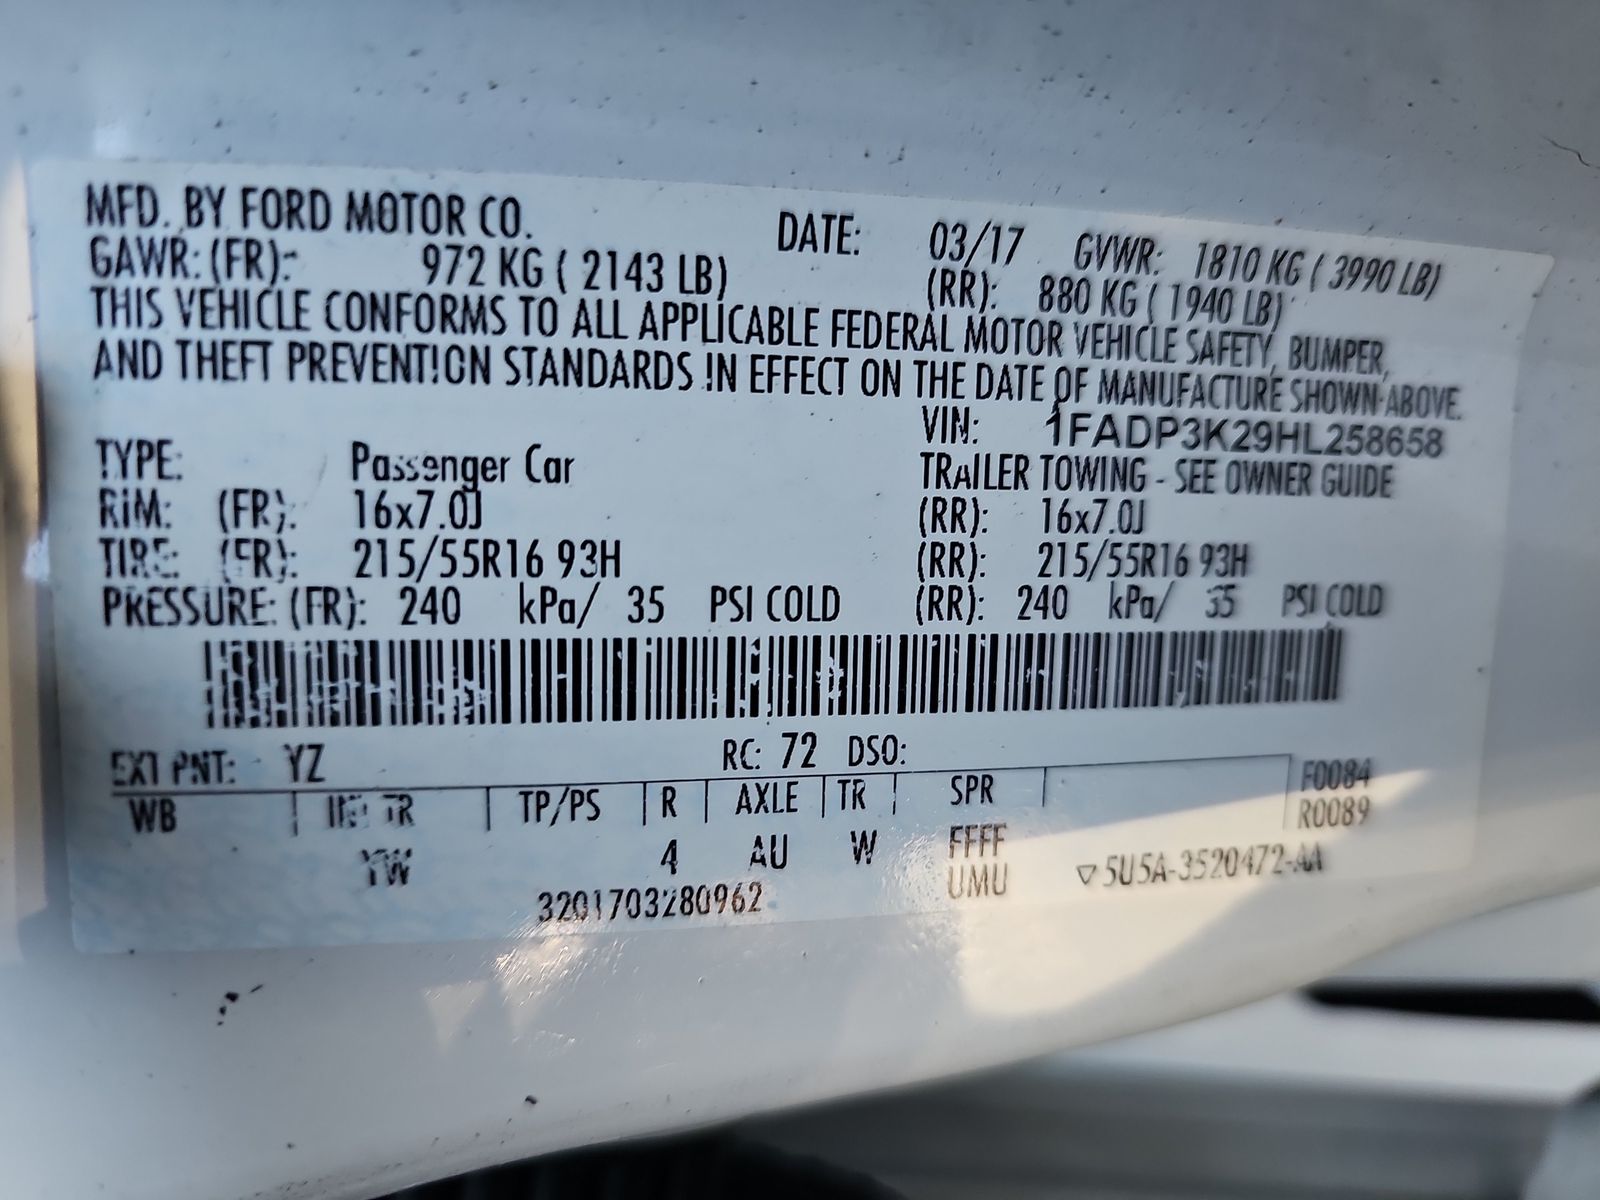 MFD. BY FORD MOTOR CO. DATE: 03/17 GVWR: 1810 KG ( 3990 LB)
GAWR: (FR): 972 KG ( 2143 LB) (RR): 880 KG ( 1940 LB)
THIS VEHICLE CONFORMS TO ALL APPLICABLE FEDERAL MOTOR VEHICLE SAFETY, BUMPER,
AND THEFT PREVENTION STANDARDS IN EFFECT ON THE DATE OF MANUFACTURE SHOWN ABOVE.
VIN: 1FADP3K29HL258658
TYPE: Passenger Car TRAILER TOWING - SEE OWNER GUIDE
RIM: (FR): 16x7.0J (RR): 16x7.0J
TIRE: (FR): 215/55R16 93H (RR): 215/55R16 93H
PRESSURE: (FR): 240 kPa/ 35 PSI COLD (RR): 240 kPa/ 35 PSI COLD
EXT PNT: YZ RC: 72 DSO:
WB INT TR TP/PS R AXLE TR SPR F0084
R0089
YW 4 AU W FFFF
UMU ▽5U5A-3520472-AA
3201703280962